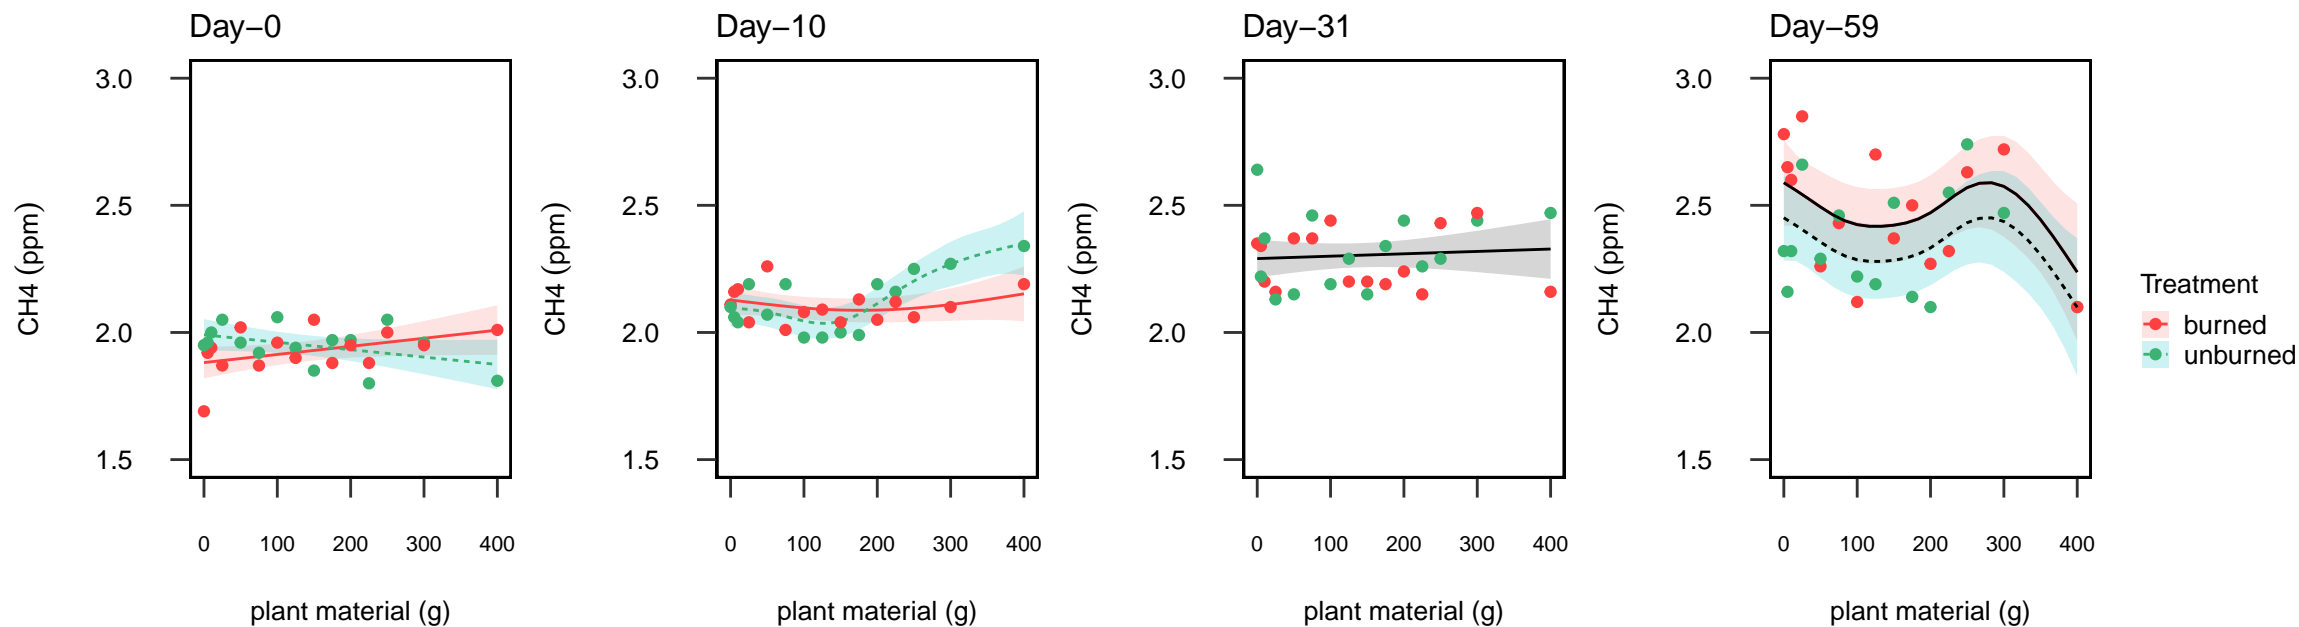 Day−0
Day−10
Day−31
Day−59
CH4 (ppm)
3.0
2.5
2.0
1.5
0 100 200 300 400
plant material (g)
CH4 (ppm)
3.0
2.5
2.0
1.5
0 100 200 300 400
plant material (g)
CH4 (ppm)
3.0
2.5
2.0
1.5
0 100 200 300 400
plant material (g)
CH4 (ppm)
3.0
2.5
2.0
1.5
0 100 200 300 400
plant material (g)
Treatment
burned
unburned